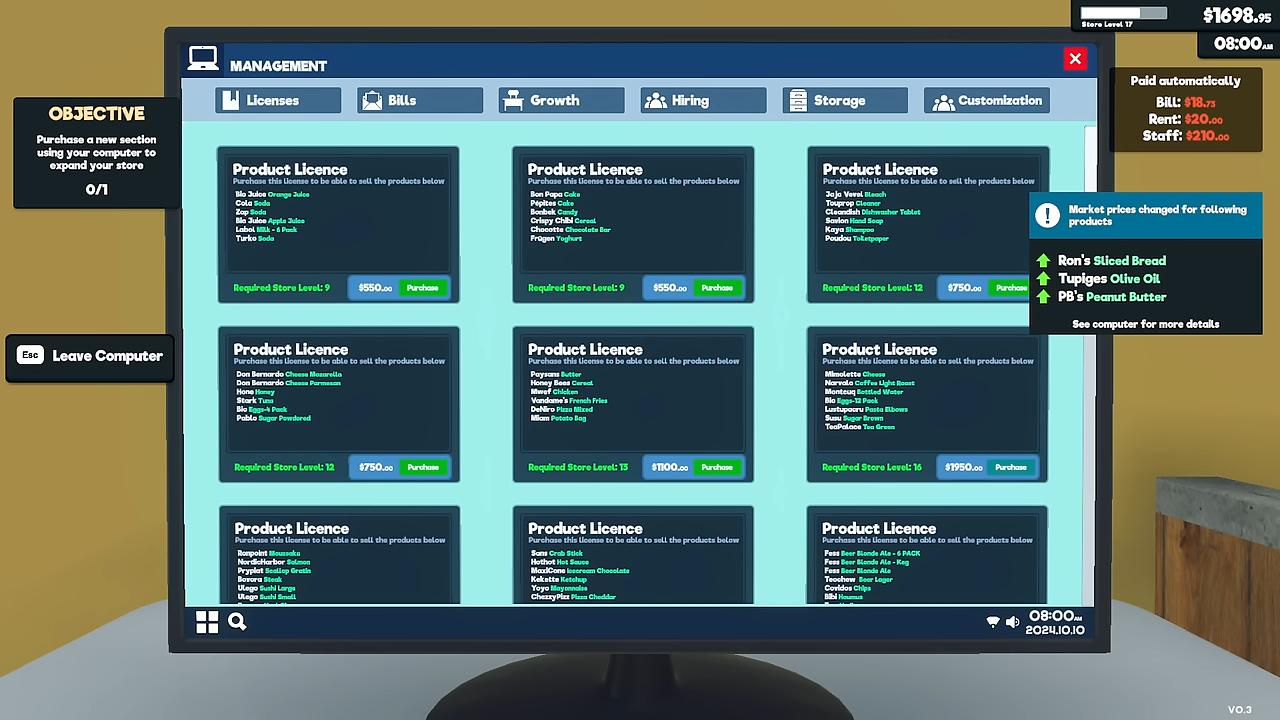 $1698.95
Store Level 17
08:00AM
MANAGEMENT
Licenses
Bills
Growth
Hiring
Storage
Customization
Paid automatically
Bill: $18.73
Rent: $20.00
Staff: $210.00
OBJECTIVE
Purchase a new section
using your computer to
expand your store
0/1
Esc Leave Computer
Product Licence
Purchase this license to be able to sell the products below
Bio Juice Orange Juice
Cola Soda
Zap Soda
Bio Juice Apple Juice
Labol Milk - 6 Pack
Turko Soda
Required Store Level: 9
$550.00
Purchase
Product Licence
Purchase this license to be able to sell the products below
Bon Papa Cake
Pépites Cake
Bonbek Candy
Crispy Chibi Cereal
Chocotte Chocolate Bar
Frügen Yoghurt
Required Store Level: 9
$550.00
Purchase
Product Licence
Purchase this license to be able to sell the products below
Jaja Vevel Bleach
Touprop Cleaner
Cleandish Dishwasher Tablet
Savion Hand Soap
Kaya Shampoo
Poudou Toiletpaper
Required Store Level: 12
$750.00
Purchase
Market prices changed for following
products
Ron's Sliced Bread
Tupiges Olive Oil
PB's Peanut Butter
See computer for more details
Product Licence
Purchase this license to be able to sell the products below
Don Bernardo Cheese Mozarella
Don Bernardo Cheese Parmesan
Hono Honey
Stark Tuna
Bio Eggs-4 Pack
Pablo Sugar Powdered
Required Store Level: 12
$750.00
Purchase
Product Licence
Purchase this license to be able to sell the products below
Paysans Butter
Honey Bees Cereal
Mwef Chicken
Vandame's French Fries
DeNiro Pizza Mixed
Miam Potato Bag
Required Store Level: 13
$1100.00
Purchase
Product Licence
Purchase this license to be able to sell the products below
Mimolette Cheese
Narvalo Coffee Light Roast
Monteuq Bottled Water
Bio Eggs-12 Pack
Lustupacru Pasta Elbows
Susu Sugar Brown
TeaPalace Tea Green
Required Store Level: 16
$1950.00
Purchase
Product Licence
Purchase this license to be able to sell the products below
Ronpoint Moussaka
NordicHarbor Salmon
Pryplat Scallop Gratin
Bovora Steak
Ulego Sushi Large
Ulego Sushi Small
Product Licence
Purchase this license to be able to sell the products below
Sans Crab Stick
Hothot Hot Sauce
MaxiCone Icecream Chocolate
Kekette Ketchup
Yoyo Mayonnaise
ChezzyPizz Pizza Cheddar
Product Licence
Purchase this license to be able to sell the products below
Fess Beer Blonde Ale - 6 PACK
Fess Beer Blonde Ale - Keg
Fess Beer Blonde Ale
Teochew Beer Lager
Covidos Chips
Bibi Houmus
08:00AM
2024.10.10
V0.3